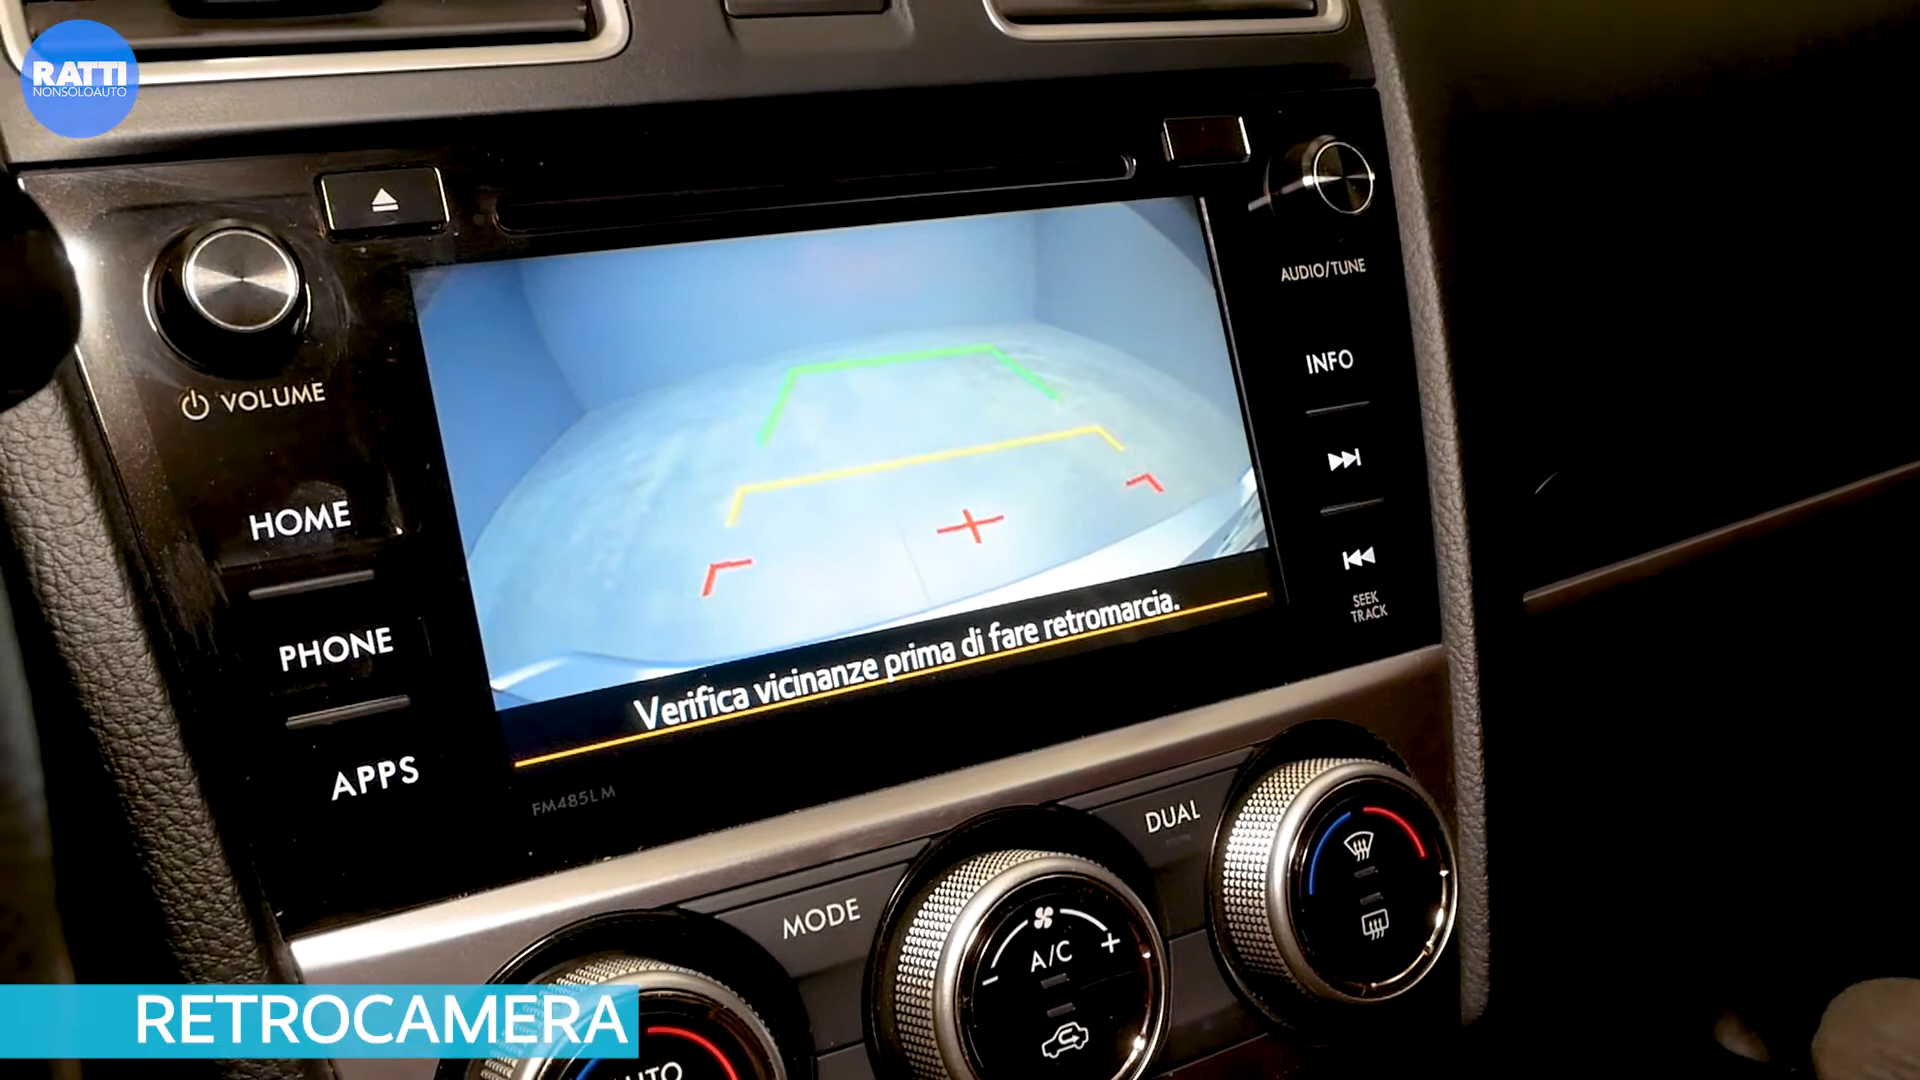 RATTI
NONSOLOAUTO
VOLUME
AUDIO/TUNE
INFO
HOME
SEEK
TRACK
PHONE
Verifica vicinanze prima di fare retromarcia.
APPS
FM485LM
DUAL
MODE
A/C
- +
RETROCAMERA
AUTO